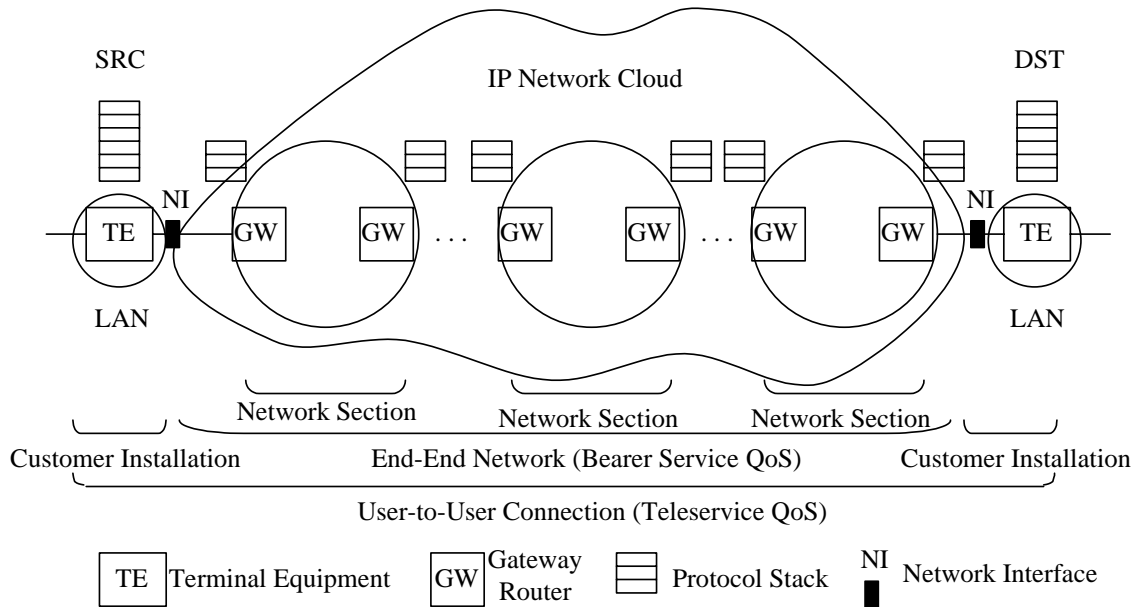 SRC
DST
IP Network Cloud
NI
NI
TE
GW
GW
...
GW
GW
...
GW
GW
TE
LAN
LAN
Network Section
Network Section
Network Section
Customer Installation
End-End Network (Bearer Service QoS)
Customer Installation
User-to-User Connection (Teleservice QoS)
TE
Terminal Equipment
GW
Gateway
Router
Protocol Stack
NI
Network Interface